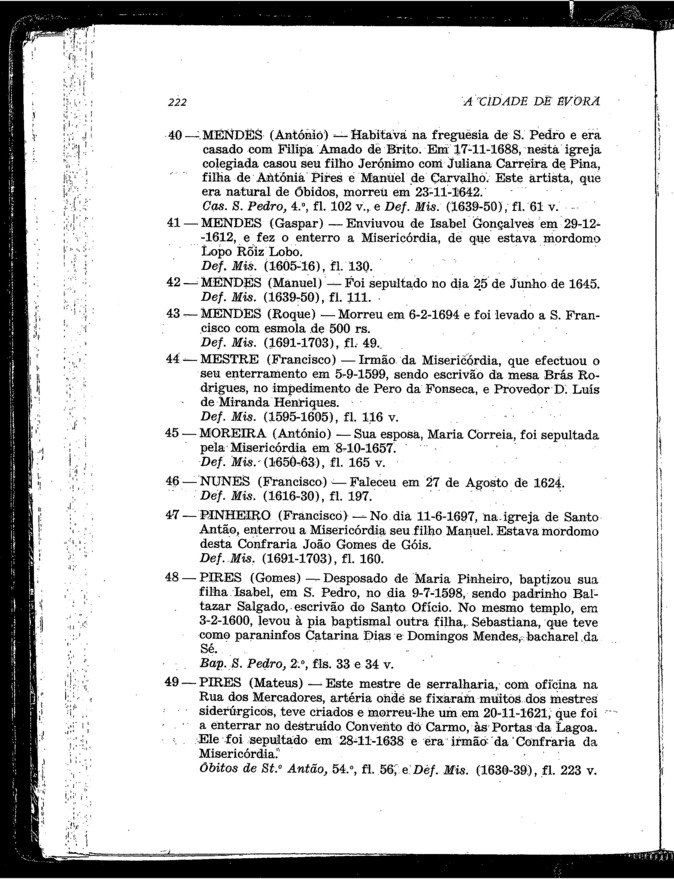 222
A CIDADE DE ÉVORA
40 — MENDES (António) — Habitava na freguesia de S. Pedro e era
casado com Filipa Amado de Brito. Em 17-11-1688, nesta igreja
colegiada casou seu filho Jerónimo com Juliana Carreira de Pina,
filha de Antónia Pires e Manuel de Carvalho. Este artista, que
era natural de Óbidos, morreu em 23-11-1642.
Cas. S. Pedro, 4.º, fl. 102 v., e Def. Mis. (1639-50), fl. 61 v.
41 — MENDES (Gaspar) — Enviuvou de Isabel Gonçalves em 29-12-
-1612, e fez o enterro a Misericórdia, de que estava mordomo
Lopo Rõiz Lobo.
Def. Mis. (1605-16), fl. 130.
42 — MENDES (Manuel) — Foi sepultado no dia 25 de Junho de 1645.
Def. Mis. (1639-50), fl. 111.
43 — MENDES (Roque) — Morreu em 6-2-1694 e foi levado a S. Fran-
cisco com esmola de 500 rs.
Def. Mis. (1691-1703), fl. 49.
44 — MESTRE (Francisco) — Irmão da Misericórdia, que efectuou o
seu enterramento em 5-9-1599, sendo escrivão da mesa Brás Ro-
drigues, no impedimento de Pero da Fonseca, e Provedor D. Luís
de Miranda Henriques.
Def. Mis. (1595-1605), fl. 116 v.
45 — MOREIRA (António) — Sua esposa, Maria Correia, foi sepultada
pela Misericórdia em 8-10-1657.
Def. Mis. (1650-63), fl. 165 v.
46 — NUNES (Francisco) — Faleceu em 27 de Agosto de 1624.
Def. Mis. (1616-30), fl. 197.
47 — PINHEIRO (Francisco) — No dia 11-6-1697, na igreja de Santo
Antão, enterrou a Misericórdia seu filho Manuel. Estava mordomo
desta Confraria João Gomes de Góis.
Def. Mis. (1691-1703), fl. 160.
48 — PIRES (Gomes) — Desposado de Maria Pinheiro, baptizou sua
filha Isabel, em S. Pedro, no dia 9-7-1598, sendo padrinho Bal-
tazar Salgado, escrivão do Santo Ofício. No mesmo templo, em
3-2-1600, levou à pia baptismal outra filha, Sebastiana, que teve
como paraninfos Catarina Dias e Domingos Mendes, bacharel da
Sé.
Bap. S. Pedro, 2.º, fls. 33 e 34 v.
49 — PIRES (Mateus) — Este mestre de serralharia, com oficina na
Rua dos Mercadores, artéria onde se fixaram muitos dos mestres
siderúrgicos, teve criados e morreu-lhe um em 20-11-1621, que foi
a enterrar no destruído Convento do Carmo, às Portas da Lagoa.
Ele foi sepultado em 28-11-1638 e era irmão da Confraria da
Misericórdia.
Óbitos de St.º Antão, 54.º, fl. 56, e Def. Mis. (1630-39), fl. 223 v.